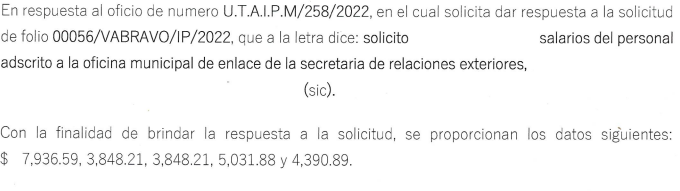 En respuesta al oficio de numero U.T.A.I.P.M/258/2022, en el cual solicita dar respuesta a la solicitud
de folio 00056/VABRAVO/IP/2022, que a la letra dice: solicito salarios del personal
adscrito a la oficina municipal de enlace de la secretaria de relaciones exteriores,
(sic).
Con la finalidad de brindar la respuesta a la solicitud, se proporcionan los datos siguientes:
$ 7,936.59, 3,848.21, 3,848.21, 5,031.88 y 4,390.89.